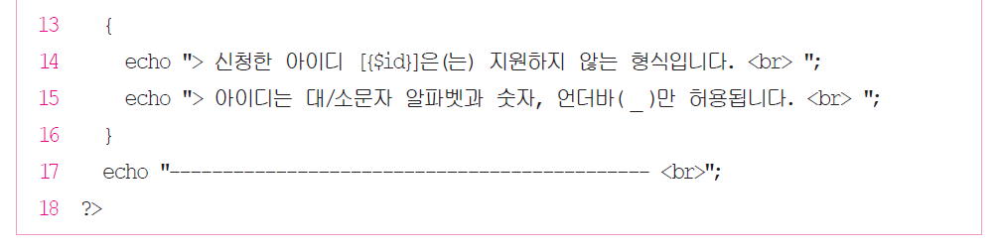 13 {
14 echo "> 신청한 아이디 [{$id}]은(는) 지원하지 않는 형식입니다. <br> ";
15 echo "> 아이디는 대/소문자 알파벳과 숫자, 언더바( _ )만 허용됩니다. <br> ";
16 }
17 echo "--------------------------------------------- <br>";
18 ?>